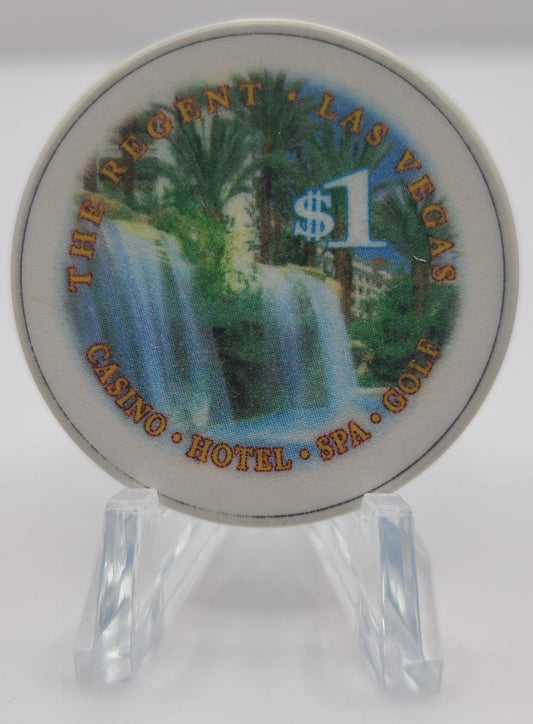 THE REGENT • LAS VEGAS
$1
CASINO • HOTEL • SPA • GOLF